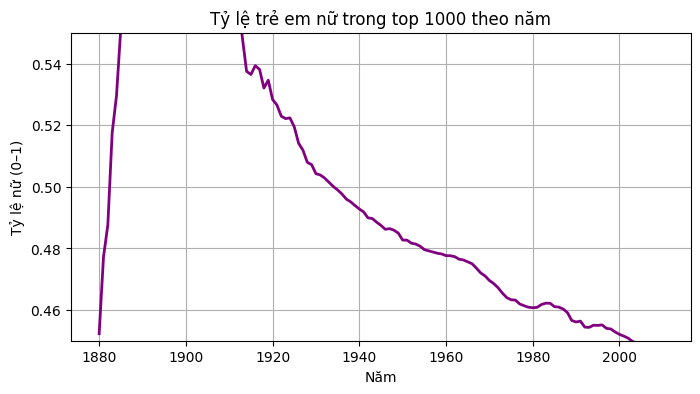 Tỷ lệ trẻ em nữ trong top 1000 theo năm
Tỷ lệ nữ (0–1)
0.54
0.52
0.50
0.48
0.46
1880 1900 1920 1940 1960 1980 2000
Năm